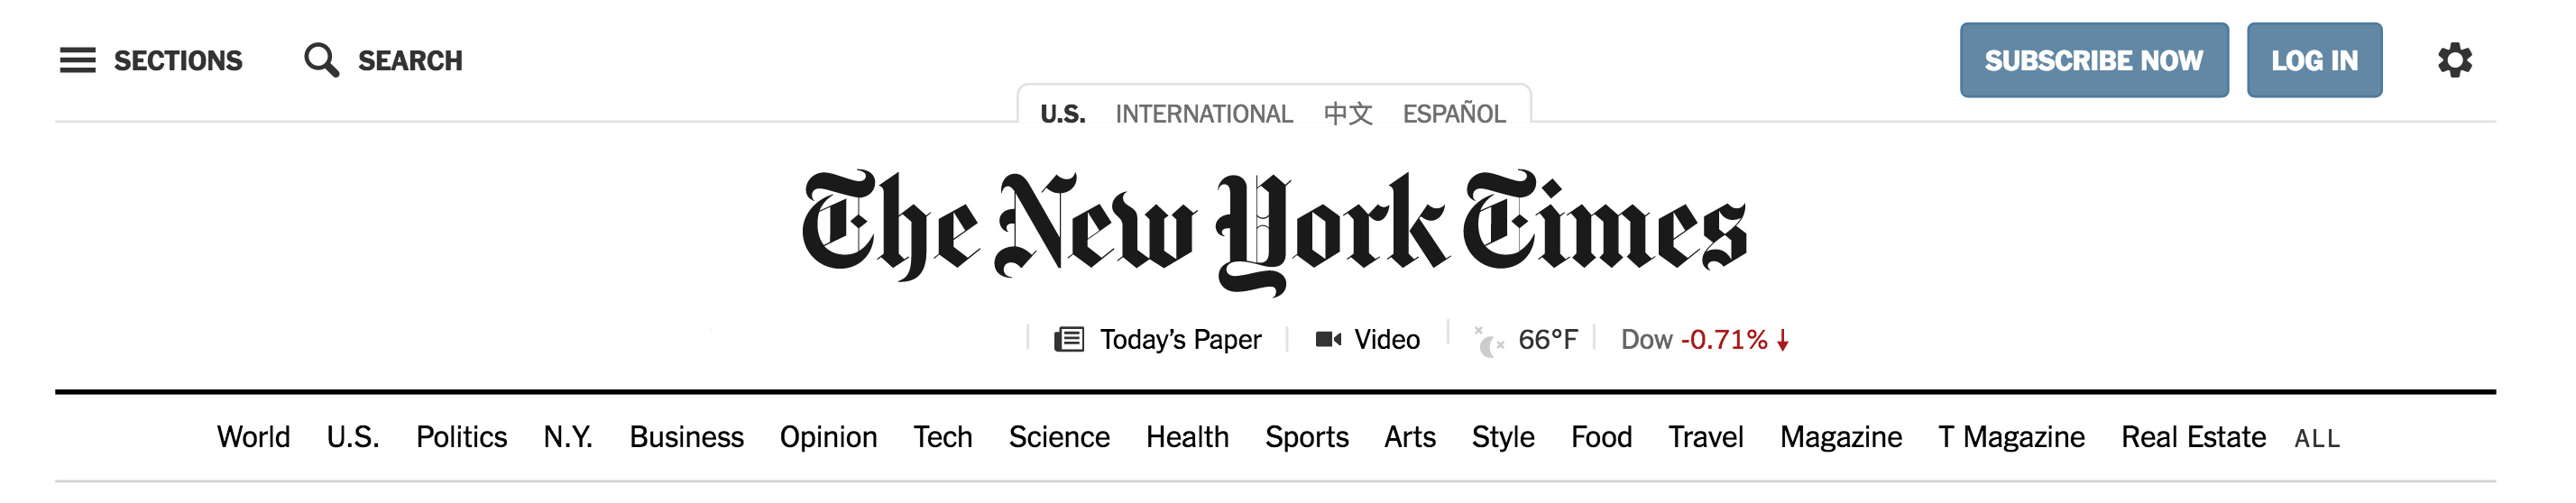 SECTIONS SEARCH SUBSCRIBE NOW LOG IN
U.S. INTERNATIONAL 中文 ESPAÑOL
The New York Times
Today’s Paper Video 66°F Dow -0.71%
World U.S. Politics N.Y. Business Opinion Tech Science Health Sports Arts Style Food Travel Magazine T Magazine Real Estate ALL